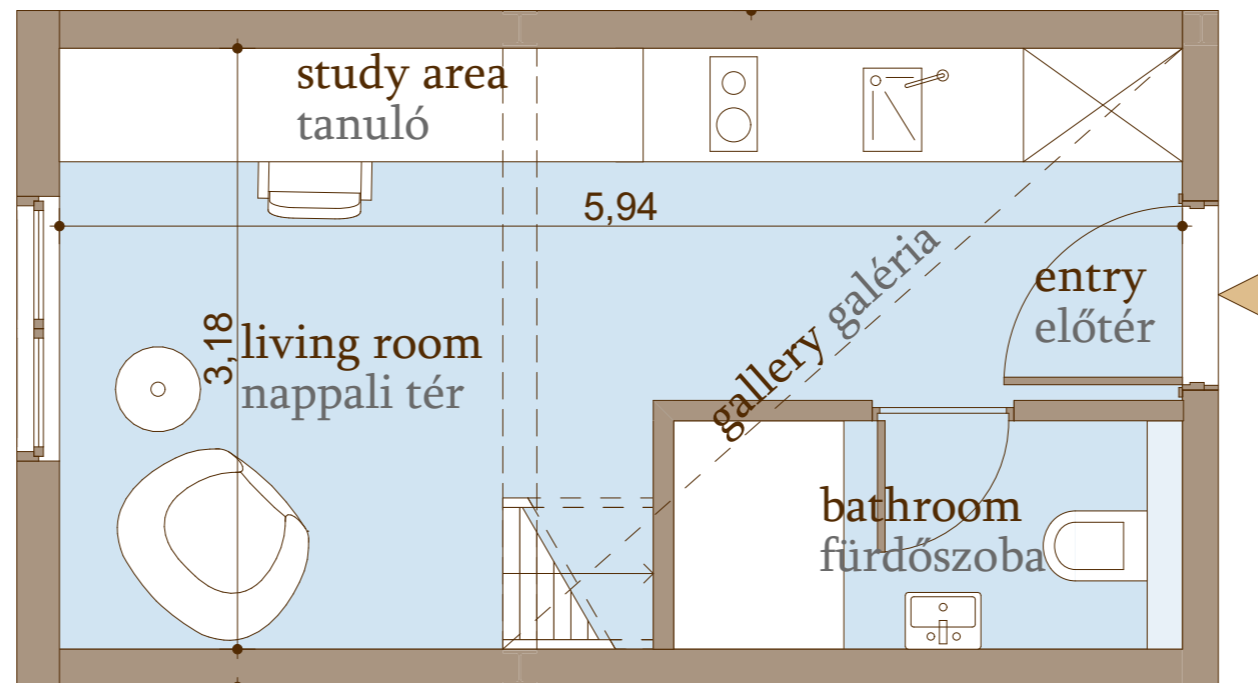 study area
tanuló
5,94
entry
előtér
gallery galéria
3,18
living room
nappali tér
bathroom
fürdőszoba